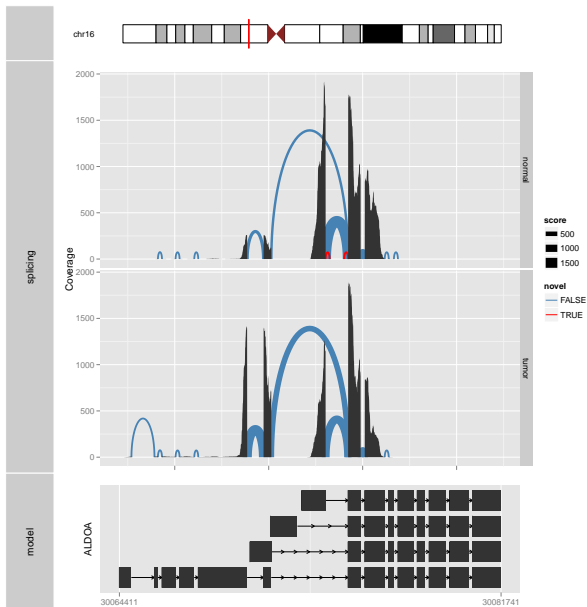 chr16
splicing
Coverage
2000
1500
1000
500
0
normal
2000
1500
1000
500
0
tumor
score
500
1000
1500
novel
FALSE
TRUE
model
ALDOA
30064411
30081741